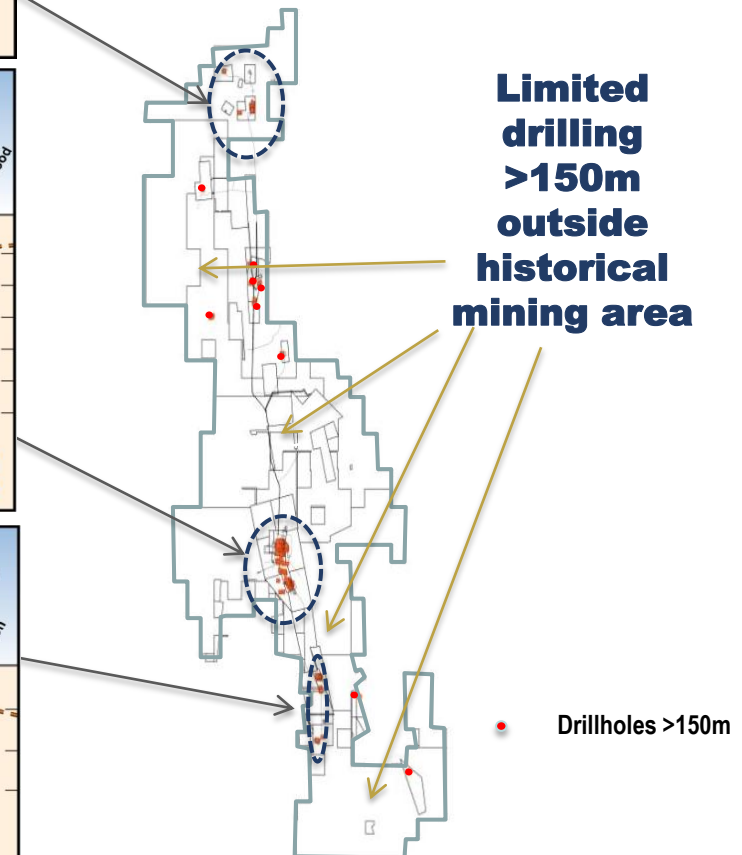 Limited
drilling
>150m
outside
historical
mining area
Drillholes >150m